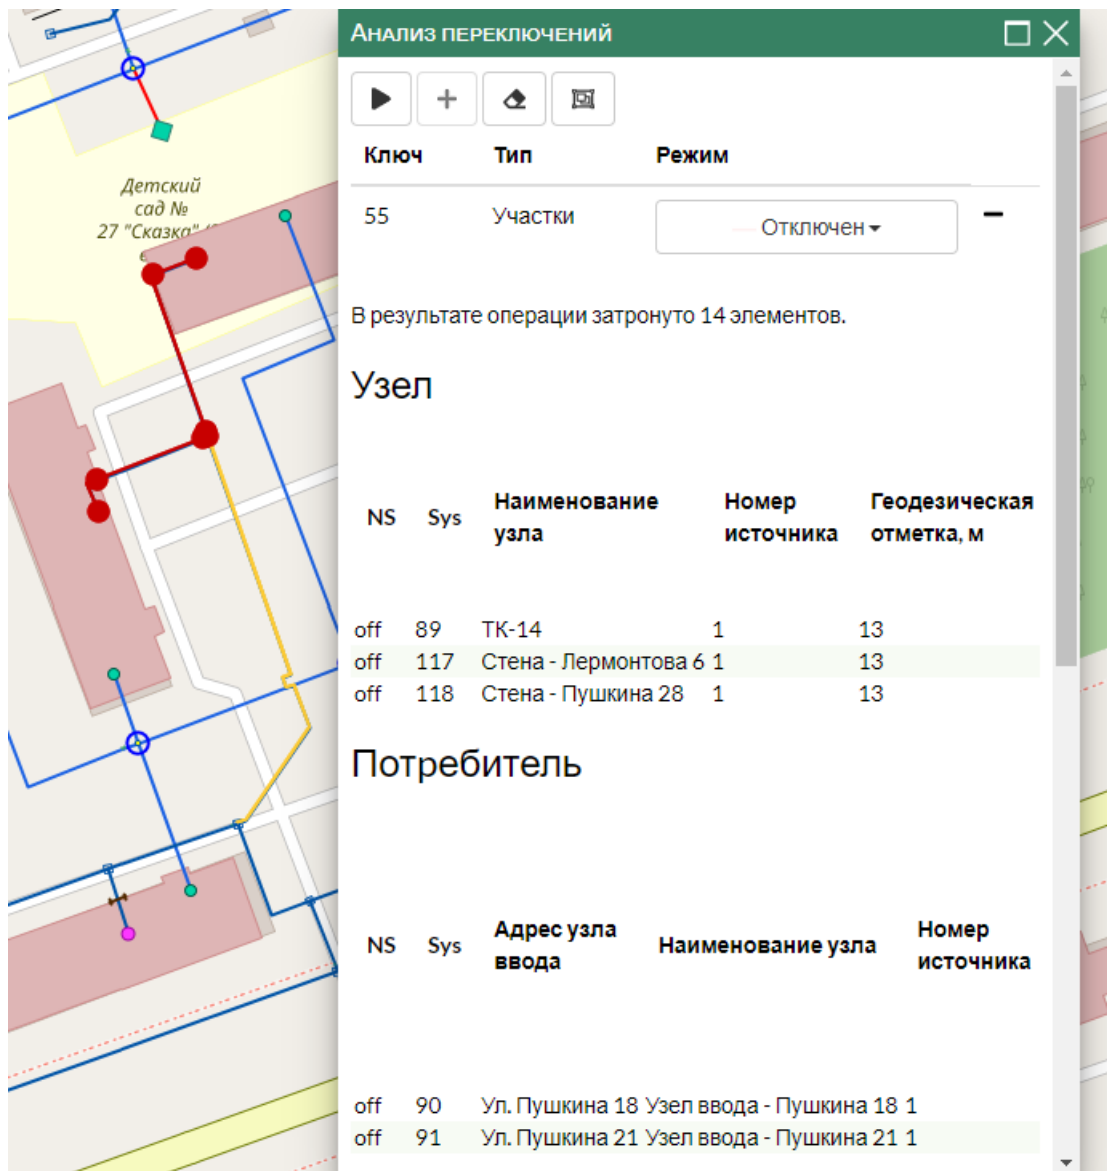 Анализ переключений
Детский
сад №
27 "Сказка"
Ключ Тип Режим
55 Участки Отключен
В результате операции затронуто 14 элементов.
Узел
NS Sys Наименование узла Номер источника Геодезическая отметка, м
off 89 ТК-14 1 13
off 117 Стена - Лермонтова 6 1 13
off 118 Стена - Пушкина 28 1 13
Потребитель
NS Sys Адрес узла ввода Наименование узла Номер источника
off 90 Ул. Пушкина 18 Узел ввода - Пушкина 18 1
off 91 Ул. Пушкина 21 Узел ввода - Пушкина 21 1